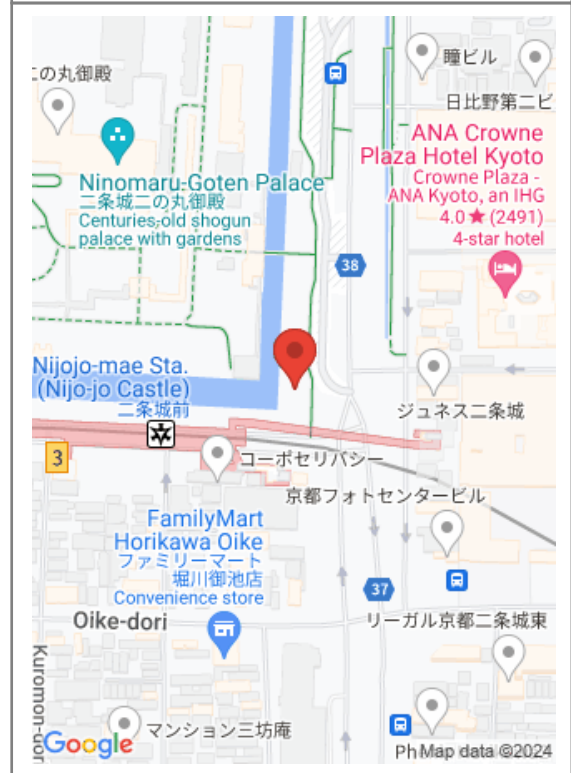 二の丸御殿
瞳ビル
日比野第二ビ
ANA Crowne
Plaza Hotel Kyoto
Crowne Plaza -
ANA Kyoto, an IHG
4.0 ★ (2491)
4-star hotel
Ninomaru-Goten Palace
二条城二の丸御殿
Centuries-old shogun
palace with gardens
38
Nijojo-mae Sta.
(Nijo-jo Castle)
二条城前
ジュネス二条城
3
コーポセリバシー
京都フォトセンタービル
FamilyMart
Horikawa Oike
ファミリーマート
堀川御池店
Convenience store
37
Oike-dori
リーガル京都二条城東
Kuromon-dori
マンション三坊庵
Google
Map data ©2024